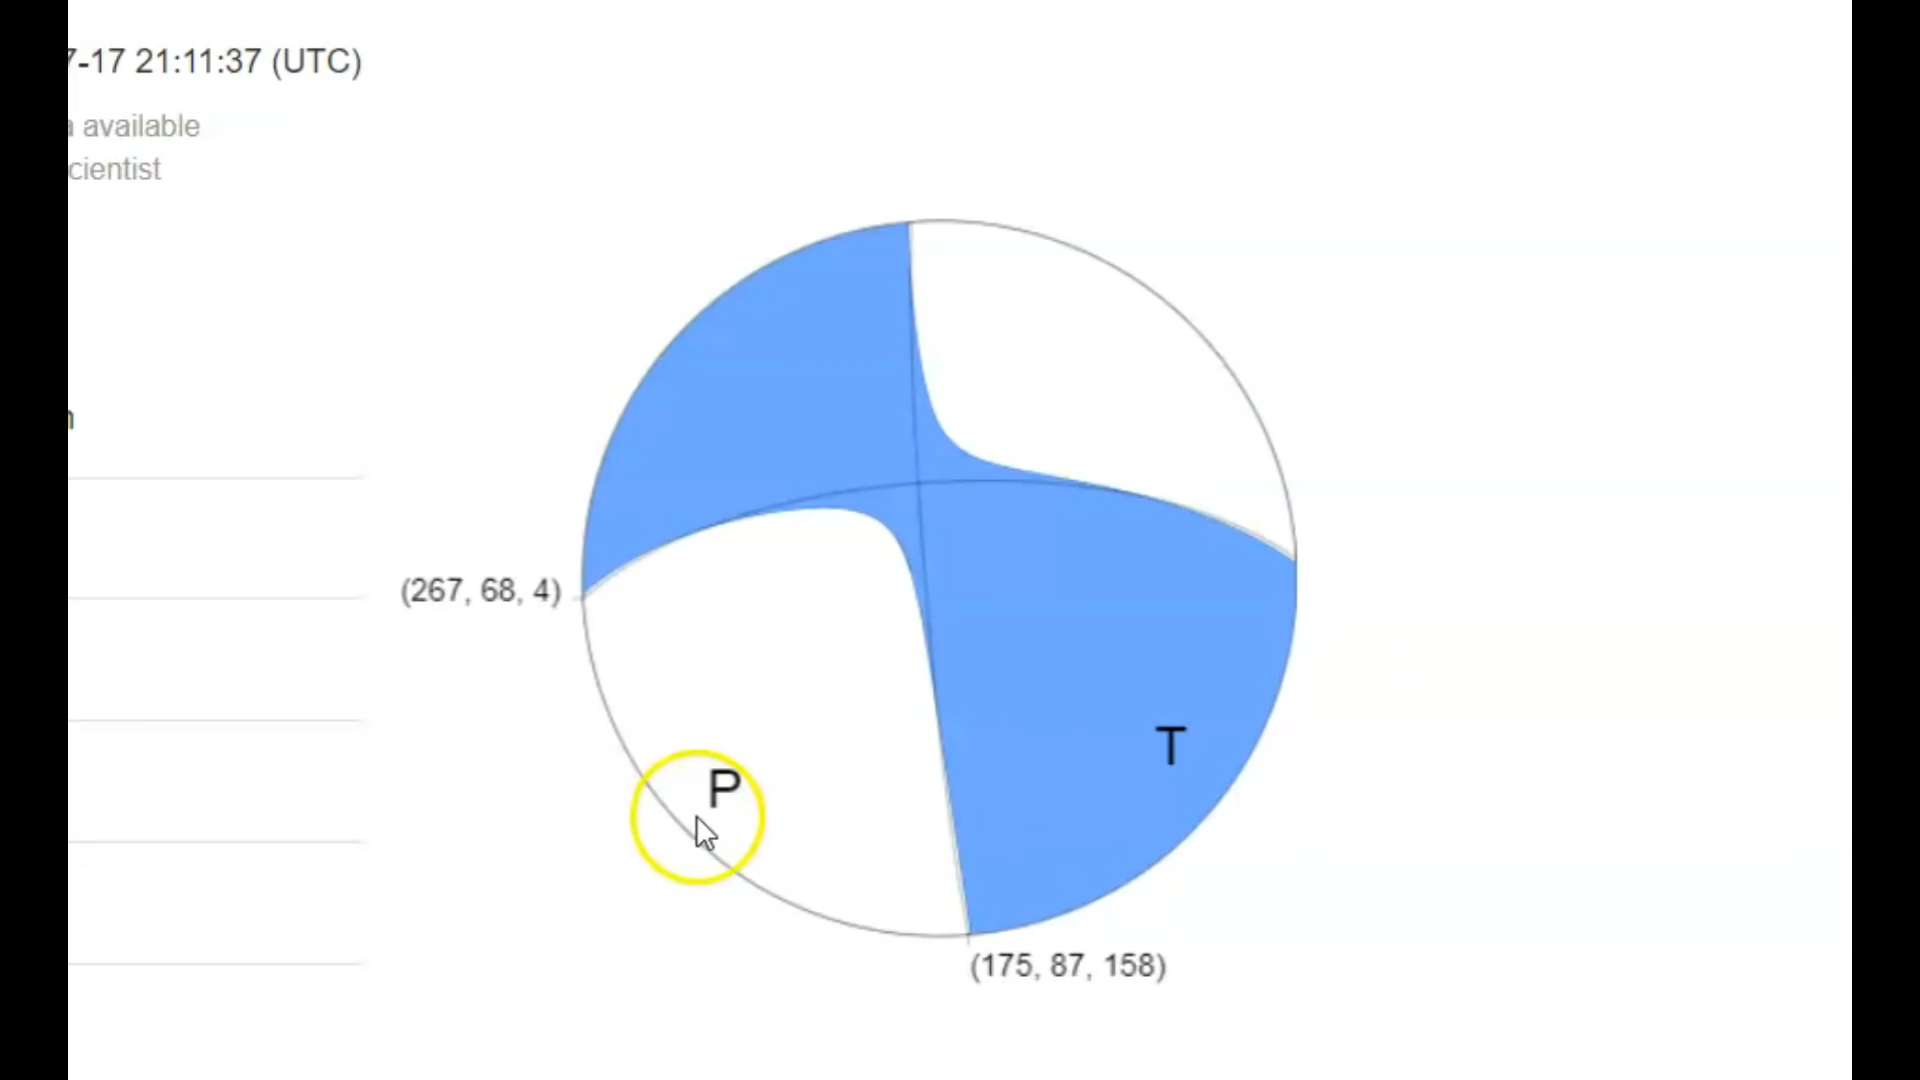 7-17 21:11:37 (UTC)
a available
cientist
(267, 68, 4)
T
P
(175, 87, 158)